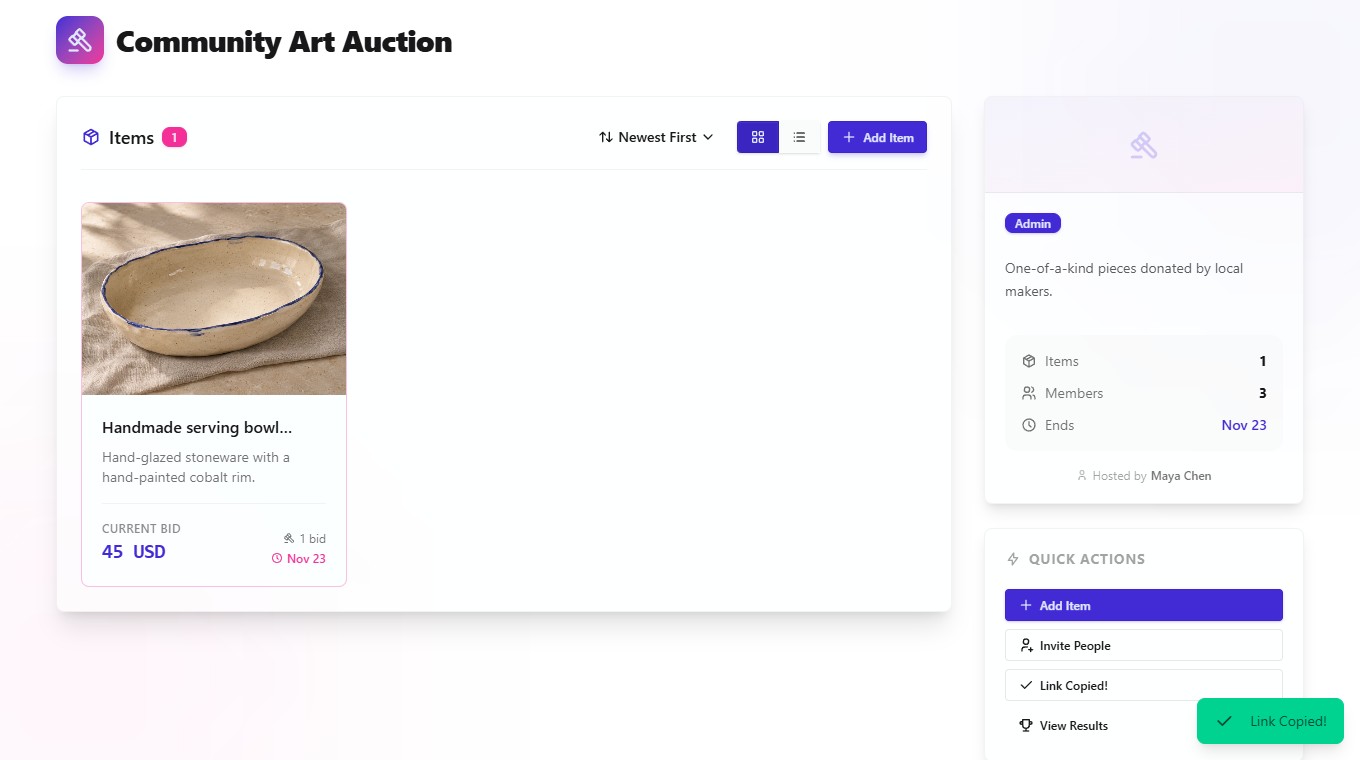 Community Art Auction
Items 1
Newest First
Add Item
Handmade serving bowl...
Hand-glazed stoneware with a
hand-painted cobalt rim.
CURRENT BID
45 USD
1 bid
Nov 23
Admin
One-of-a-kind pieces donated by local
makers.
Items 1
Members 3
Ends Nov 23
Hosted by Maya Chen
QUICK ACTIONS
Add Item
Invite People
Link Copied!
View Results
Link Copied!